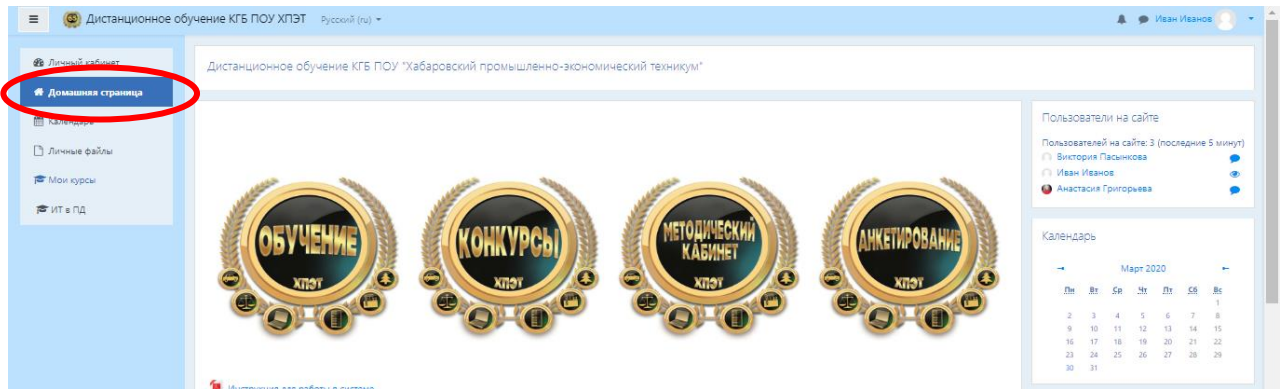 Дистанционное обучение КГБ ПОУ ХПЭТ Русский (ru)
Иван Иванов
Личный кабинет
Домашняя страница
Календарь
Личные файлы
Мои курсы
ИТ в ПД
Дистанционное обучение КГБ ПОУ "Хабаровский промышленно-экономический техникум"
ОБУЧЕНИЕ
ХПЭТ
КОНКУРСЫ
ХПЭТ
МЕТОДИЧЕСКИЙ
КАБИНЕТ
ХПЭТ
АНКЕТИРОВАНИЕ
ХПЭТ
Инструкция для работы в системе
Пользователи на сайте
Пользователей на сайте: 3 (последние 5 минут)
Виктория Пасынкова
Иван Иванов
Анастасия Григорьева
Календарь
Март 2020
Пн Вт Ср Чт Пт Сб Вс
1
2 3 4 5 6 7 8
9 10 11 12 13 14 15
16 17 18 19 20 21 22
23 24 25 26 27 28 29
30 31